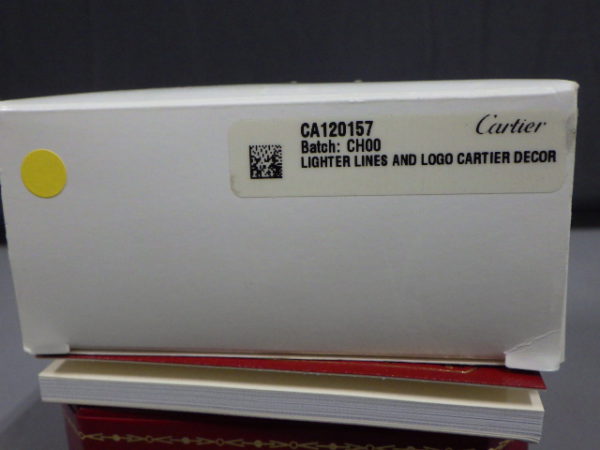 CA120157
Cartier
Batch: CH00
LIGHTER LINES AND LOGO CARTIER DECOR